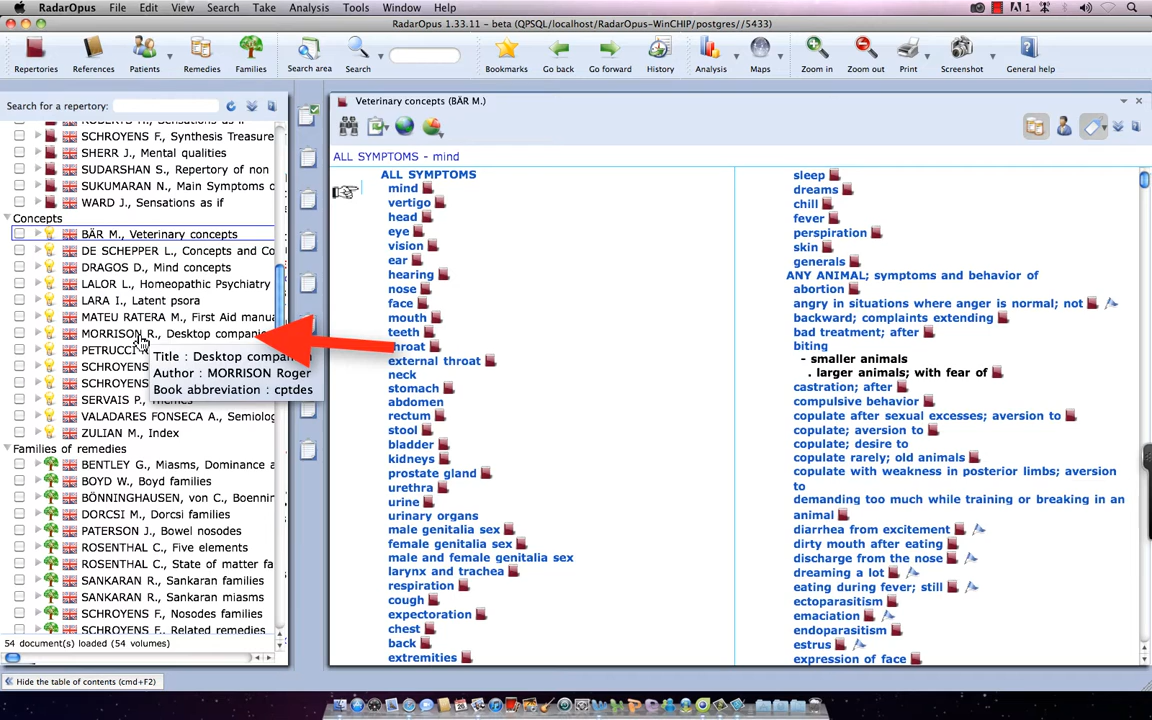 RadarOpus File Edit View Search Take Analysis Tools Window Help
RadarOpus 1.33.11 - beta (QPSQL/localhost/RadarOpus-WinCHIP/postgres//5433)
Repertories References Patients Remedies Families Search area Search Bookmarks Go back Go forward History Analysis Maps Zoom in Zoom out Print Screenshot General help
Search for a repertory:
SCHROYENS F., Synthesis Treasure
SHERR J., Mental qualities
SUDARSHAN S., Repertory of non
SUKUMARAN N., Main Symptoms o
WARD J., Sensations as if
Concepts
BÄR M., Veterinary concepts
DE SCHEPPER L., Concepts and Co
DRAGOS D., Mind concepts
LALOR L., Homeopathic Psychiatry
LARA I., Latent psora
MATEU RATERA M., First Aid manua
MORRISON R., Desktop companio
PETRUCCI
Title : Desktop compan
SCHROYENS
Author : MORRISON Roger
SCHROYENS
Book abbreviation : cptdes
SERVAIS P., Themes
VALADARES FONSECA A., Semiolog
ZULIAN M., Index
Families of remedies
BENTLEY G., Miasms, Dominance a
BOYD W., Boyd families
BÖNNINGHAUSEN, von C., Boennin
DORCSI M., Dorcsi families
PATERSON J., Bowel nosodes
ROSENTHAL C., Five elements
ROSENTHAL C., State of matter fa
SANKARAN R., Sankaran families
SANKARAN R., Sankaran miasms
SCHROYENS F., Nosodes families
SCHROYENS F., Related remedies
54 document(s) loaded (54 volumes)
Hide the table of contents (cmd+F2)
Veterinary concepts (BÄR M.)
ALL SYMPTOMS - mind
ALL SYMPTOMS
mind
vertigo
head
eye
vision
ear
hearing
nose
face
mouth
teeth
throat
external throat
neck
stomach
abdomen
rectum
stool
bladder
kidneys
prostate gland
urethra
urine
urinary organs
male genitalia sex
female genitalia sex
male and female genitalia sex
larynx and trachea
respiration
cough
expectoration
chest
back
extremities
sleep
dreams
chill
fever
perspiration
skin
generals
ANY ANIMAL; symptoms and behavior of
abortion
angry in situations where anger is normal; not
backward; complaints extending
bad treatment; after
biting
- smaller animals
. larger animals; with fear of
castration; after
compulsive behavior
copulate after sexual excesses; aversion to
copulate; aversion to
copulate; desire to
copulate rarely; old animals
copulate with weakness in posterior limbs; aversion
to
demanding too much while training or breaking in an
animal
diarrhea from excitement
dirty mouth after eating
discharge from the nose
dreaming a lot
eating during fever; still
ectoparasitism
emaciation
endoparasitism
estrus
expression of face